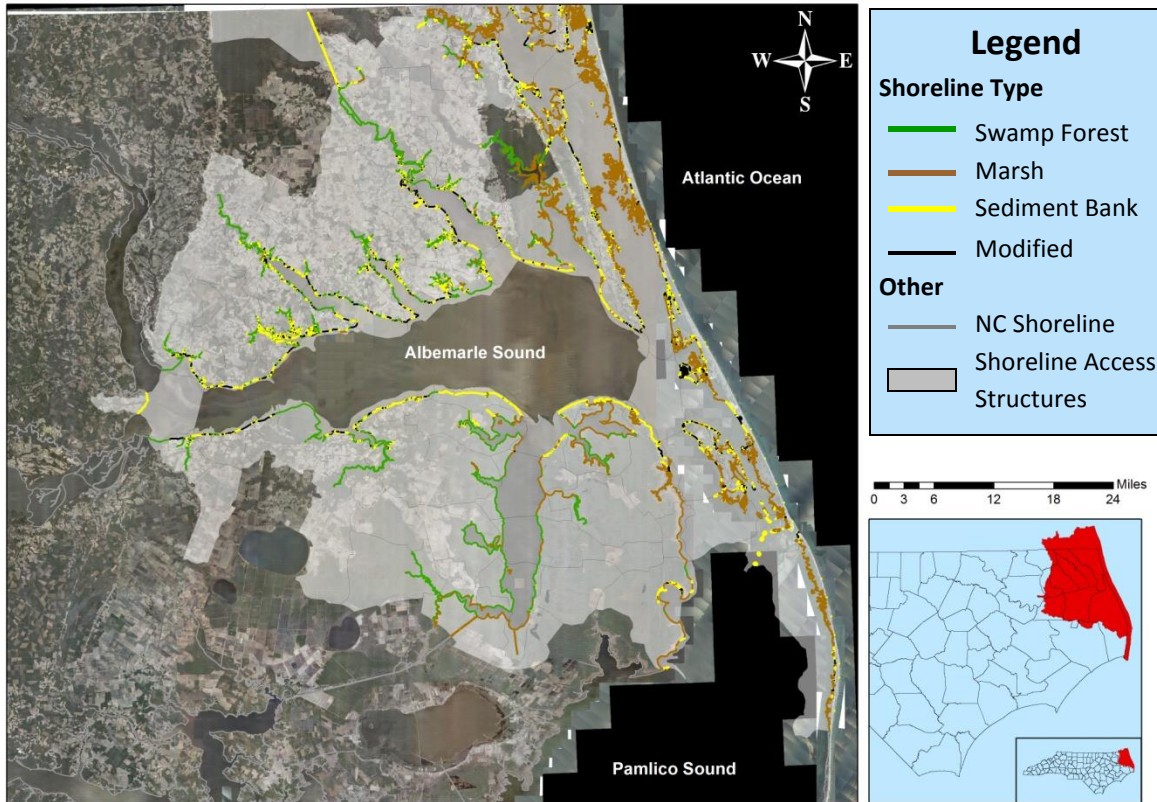 N
W E
S
Atlantic Ocean
Albemarle Sound
Pamlico Sound
Legend
Shoreline Type
Swamp Forest
Marsh
Sediment Bank
Modified
Other
NC Shoreline
Shoreline Access
Structures
Miles
0 3 6 12 18 24